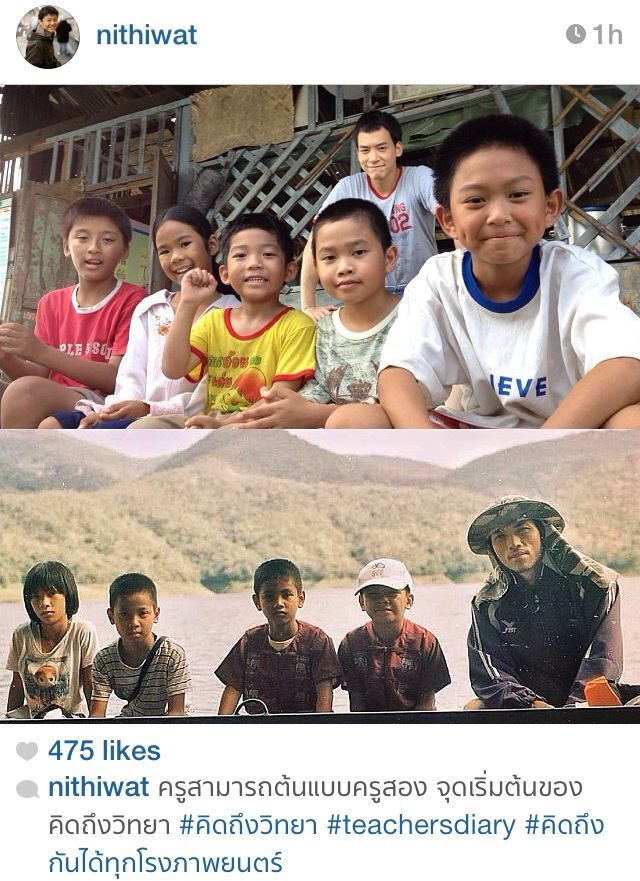 nithiwat
1h
NG
02
IEVE
475 likes
nithiwat ครูสามารถต้นแบบครูสอง จุดเริ่มต้นของ
คิดถึงวิทยา #คิดถึงวิทยา #teachersdiary #คิดถึง
กันได้ทุกโรงภาพยนตร์